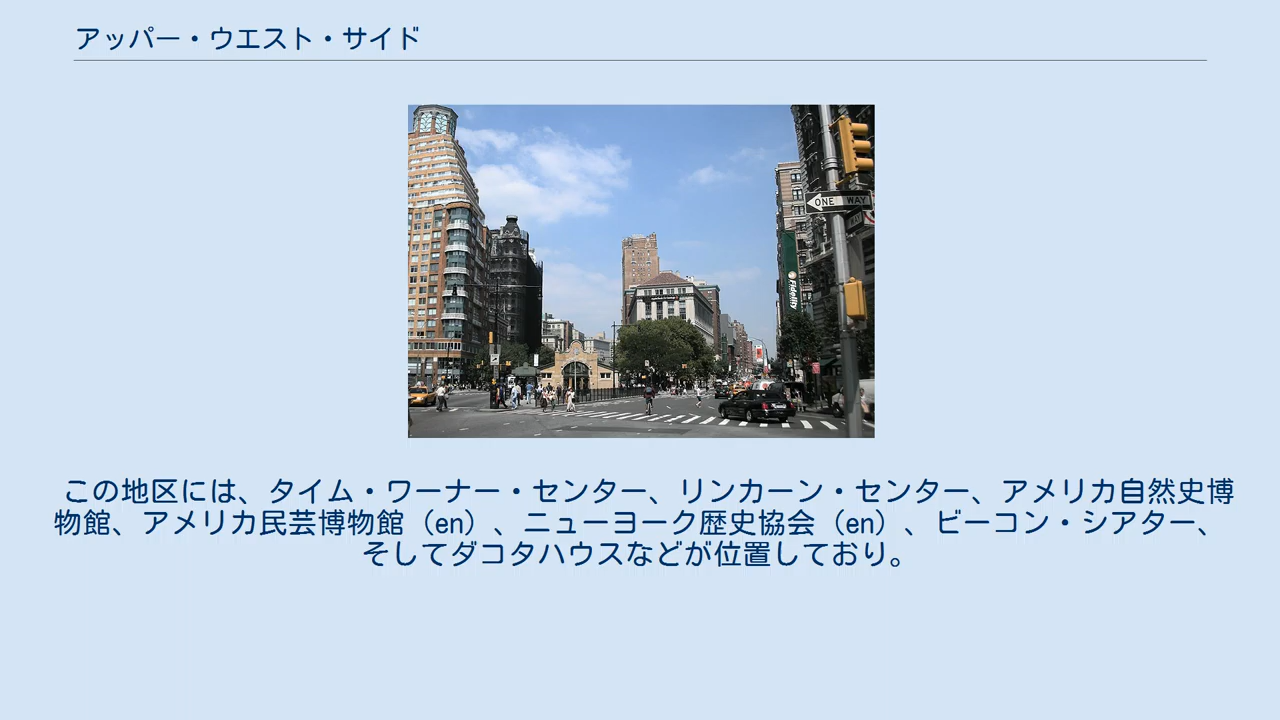 アッパー・ウエスト・サイド
ONE WAY
Fidelity
この地区には、タイム・ワーナー・センター、リンカーン・センター、アメリカ自然史博
物館、アメリカ民芸博物館（en）、ニューヨーク歴史協会（en）、ビーコン・シアター、
そしてダコタハウスなどが位置しており。